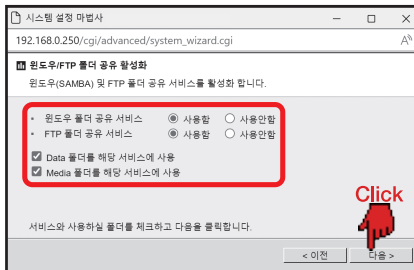 시스템 설정 마법사
192.168.0.250/cgi/advanced/system_wizard.cgi
윈도우/FTP 폴더 공유 활성화
윈도우(SAMBA) 및 FTP 폴더 공유 서비스를 활성화 합니다.
- 윈도우 폴더 공유 서비스 사용함 사용안함
- FTP 폴더 공유 서비스 사용함 사용안함
Data 폴더를 해당 서비스에 사용
Media 폴더를 해당 서비스에 사용
Click
서비스와 사용하실 폴더를 체크하고 다음을 클릭합니다.
< 이전 다음 >